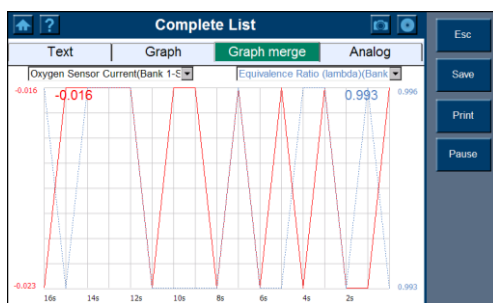 ? Complete List
Esc
Text Graph Graph merge Analog
Oxygen Sensor Current(Bank 1-S Equivalence Ratio (lambda)(Bank
Save
-0.016 -0.016 0.993 0.996
Print
Pause
-0.023 0.993
16s 14s 12s 10s 8s 6s 4s 2s